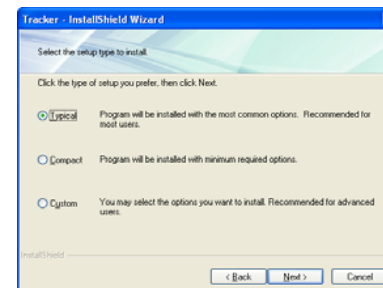 Tracker - InstallShield Wizard
Select the setup type to install.
Click the type of setup you prefer, then click Next.
Typical
Program will be installed with the most common options. Recommended for
most users.
Compact
Program will be installed with minimum required options.
Custom
You may select the options you want to install. Recommended for advanced
users.
InstallShield
< Back
Next >
Cancel